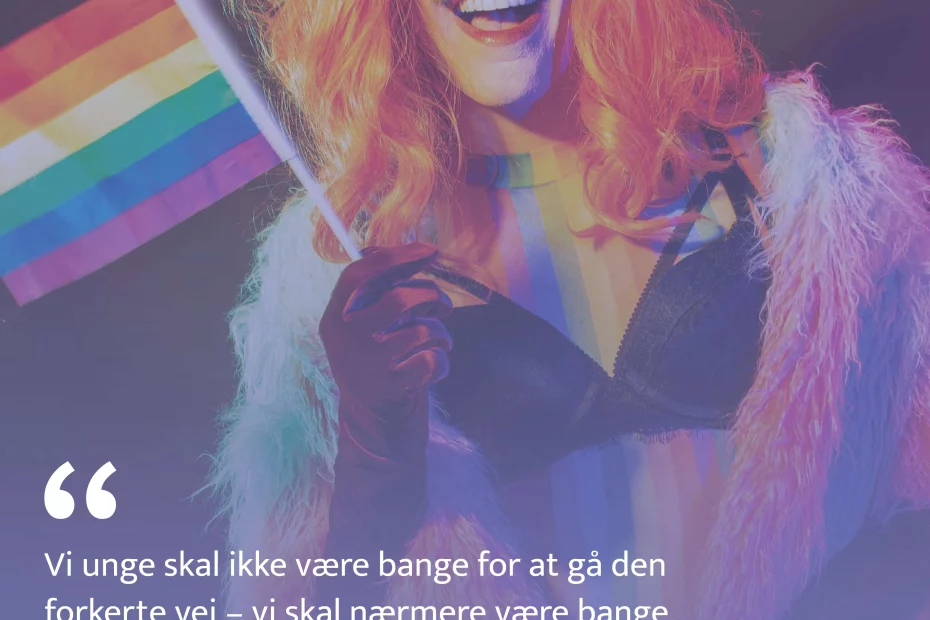 “
Vi unge skal ikke være bange for at gå den
forkerte vej – vi skal nærmere være bange